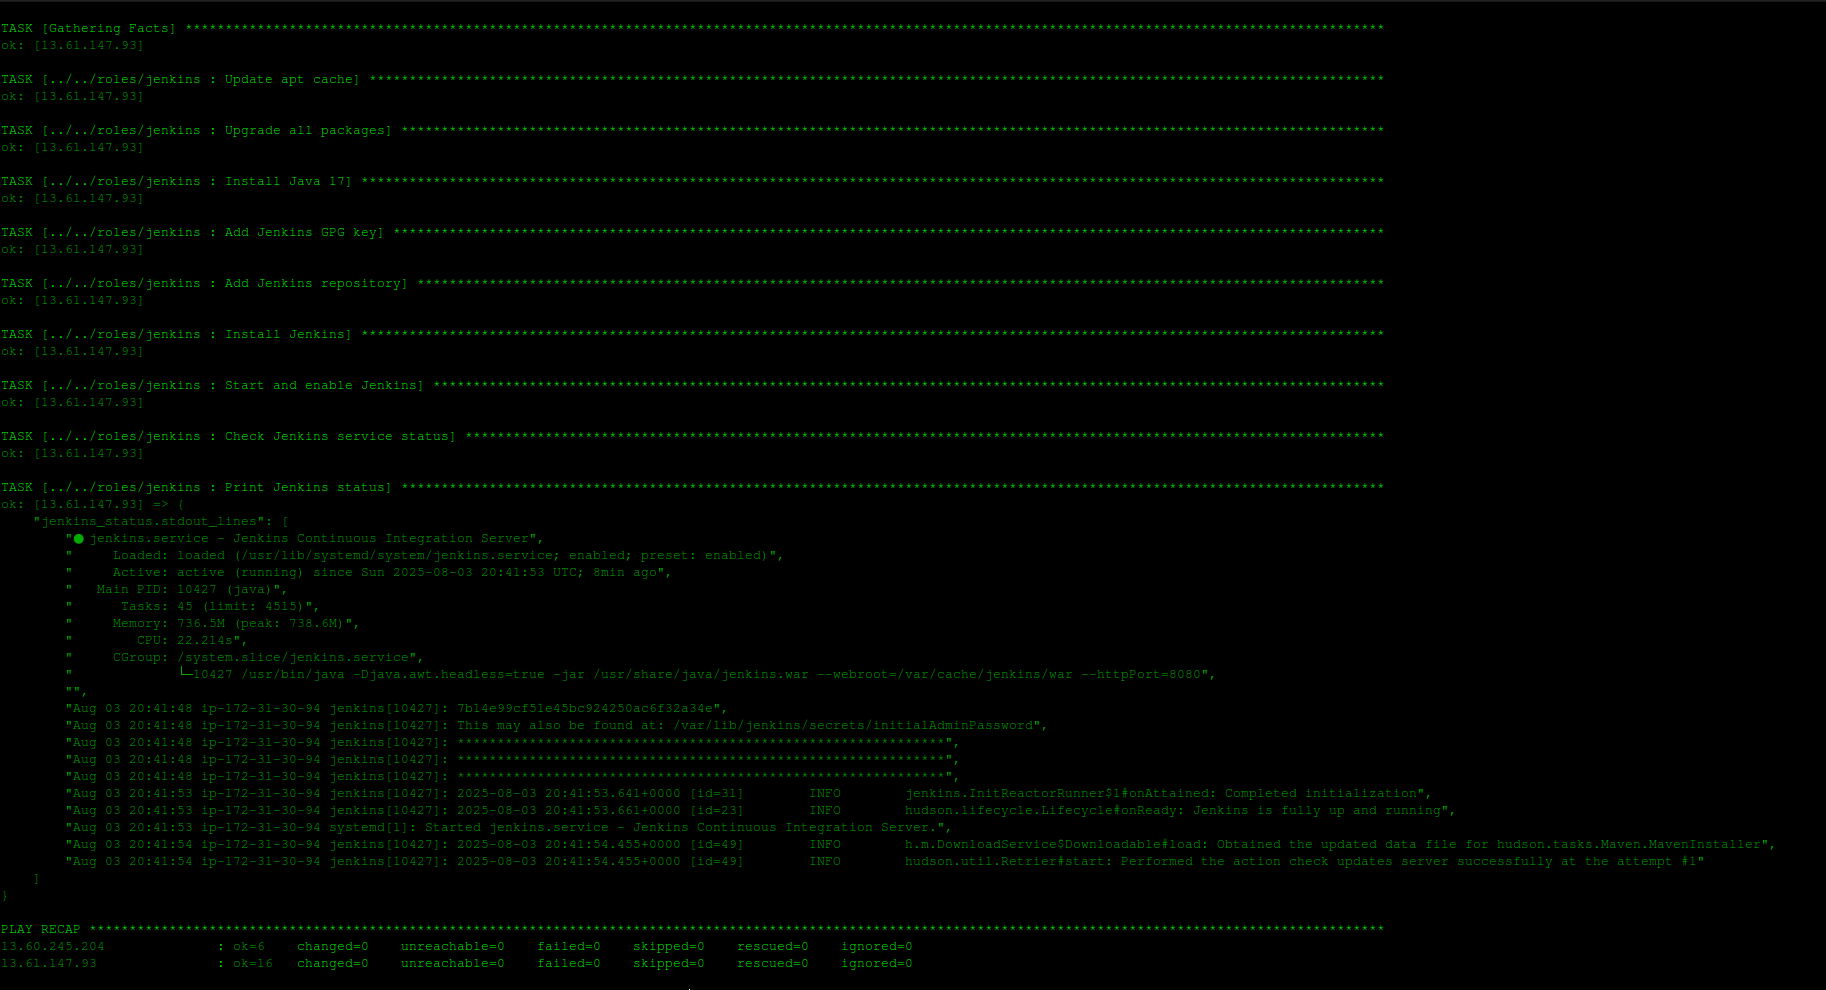 TASK [Gathering Facts] ******************************************************************************************************************************************************
ok: [13.61.147.93]
TASK [../../roles/jenkins : Update apt cache] *******************************************************************************************************************************
ok: [13.61.147.93]
TASK [../../roles/jenkins : Upgrade all packages] ***************************************************************************************************************************
ok: [13.61.147.93]
TASK [../../roles/jenkins : Install Java 17] ********************************************************************************************************************************
ok: [13.61.147.93]
TASK [../../roles/jenkins : Add Jenkins GPG key] ****************************************************************************************************************************
ok: [13.61.147.93]
TASK [../../roles/jenkins : Add Jenkins repository] *************************************************************************************************************************
ok: [13.61.147.93]
TASK [../../roles/jenkins : Install Jenkins] ********************************************************************************************************************************
ok: [13.61.147.93]
TASK [../../roles/jenkins : Start and enable Jenkins] ***********************************************************************************************************************
ok: [13.61.147.93]
TASK [../../roles/jenkins : Check Jenkins service status] *******************************************************************************************************************
ok: [13.61.147.93]
TASK [../../roles/jenkins : Print Jenkins status] ***************************************************************************************************************************
ok: [13.61.147.93] => {
    "jenkins_status.stdout_lines": [
        "● jenkins.service - Jenkins Continuous Integration Server",
        "     Loaded: loaded (/usr/lib/systemd/system/jenkins.service; enabled; preset: enabled)",
        "     Active: active (running) since Sun 2025-08-03 20:41:53 UTC; 8min ago",
        "   Main PID: 10427 (java)",
        "      Tasks: 45 (limit: 4515)",
        "     Memory: 736.5M (peak: 738.6M)",
        "        CPU: 22.214s",
        "     CGroup: /system.slice/jenkins.service",
        "             └─10427 /usr/bin/java -Djava.awt.headless=true -jar /usr/share/java/jenkins.war --webroot=/var/cache/jenkins/war --httpPort=8080",
        "",
        "Aug 03 20:41:48 ip-172-31-30-94 jenkins[10427]: 7b14e99cf51e45bc924250ac6f32a34e",
        "Aug 03 20:41:48 ip-172-31-30-94 jenkins[10427]: This may also be found at: /var/lib/jenkins/secrets/initialAdminPassword",
        "Aug 03 20:41:48 ip-172-31-30-94 jenkins[10427]: *************************************************************",
        "Aug 03 20:41:48 ip-172-31-30-94 jenkins[10427]: *************************************************************",
        "Aug 03 20:41:48 ip-172-31-30-94 jenkins[10427]: *************************************************************",
        "Aug 03 20:41:53 ip-172-31-30-94 jenkins[10427]: 2025-08-03 20:41:53.641+0000 [id=31]        INFO        jenkins.InitReactorRunner$1#onAttained: Completed initialization",
        "Aug 03 20:41:53 ip-172-31-30-94 jenkins[10427]: 2025-08-03 20:41:53.661+0000 [id=23]        INFO        hudson.lifecycle.Lifecycle#onReady: Jenkins is fully up and running",
        "Aug 03 20:41:53 ip-172-31-30-94 systemd[1]: Started jenkins.service - Jenkins Continuous Integration Server.",
        "Aug 03 20:41:54 ip-172-31-30-94 jenkins[10427]: 2025-08-03 20:41:54.455+0000 [id=49]        INFO        h.m.DownloadService$Downloadable#load: Obtained the updated data file for hudson.tasks.Maven.MavenInstaller",
        "Aug 03 20:41:54 ip-172-31-30-94 jenkins[10427]: 2025-08-03 20:41:54.455+0000 [id=49]        INFO        hudson.util.Retrier#start: Performed the action check updates server successfully at the attempt #1"
    ]
}
PLAY RECAP ******************************************************************************************************************************************************************
13.60.245.204              : ok=6    changed=0    unreachable=0    failed=0    skipped=0    rescued=0    ignored=0
13.61.147.93               : ok=16   changed=0    unreachable=0    failed=0    skipped=0    rescued=0    ignored=0